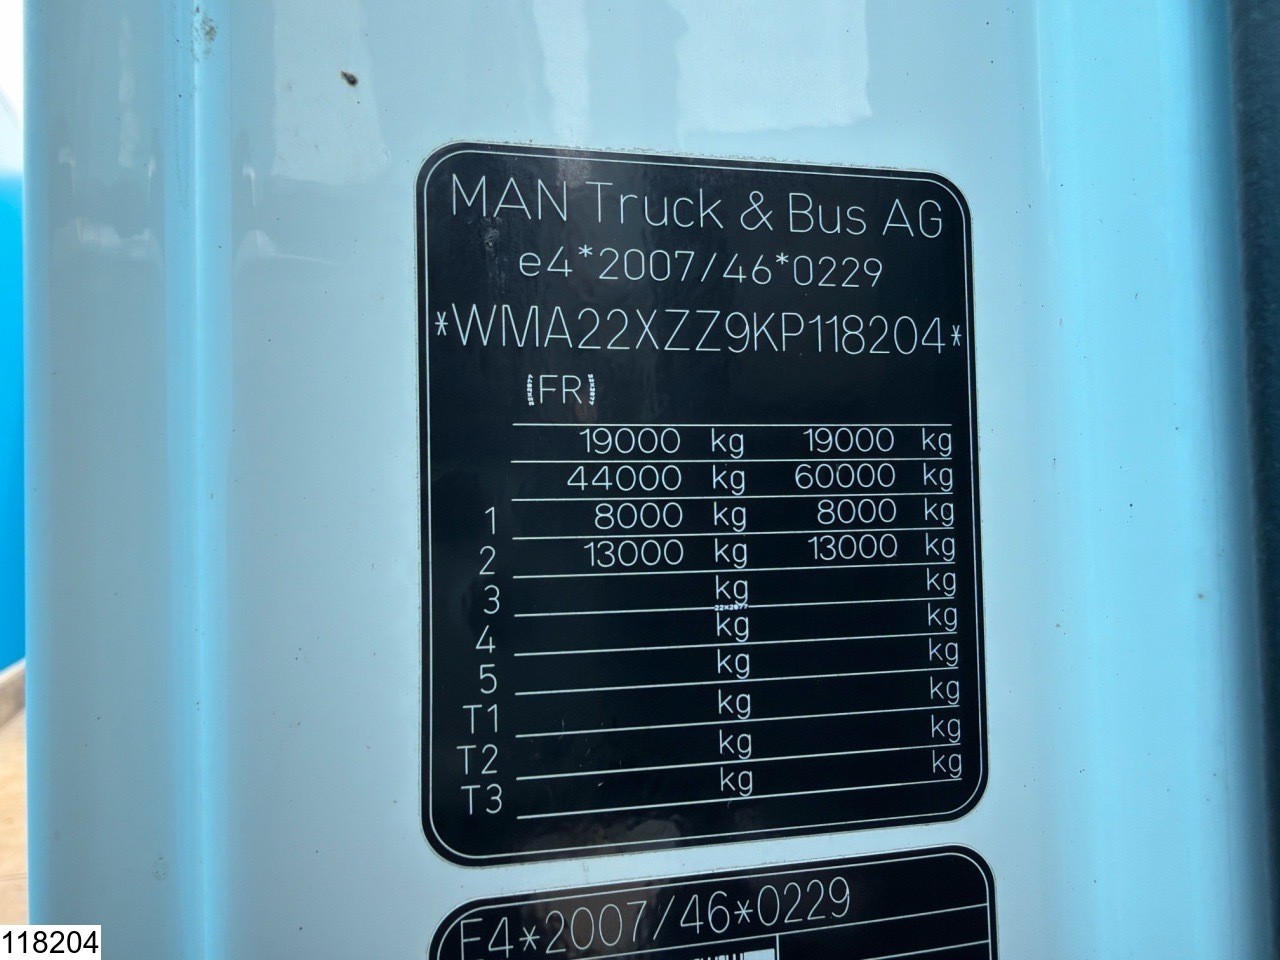 MAN Truck & Bus AG
e4*2007/46*0229
*WMA22XZZ9KP118204*
(FR)
19000 kg 19000 kg
44000 kg 60000 kg
1 8000 kg 8000 kg
2 13000 kg 13000 kg
3 kg kg
4 kg kg
5 kg kg
T1 kg kg
T2 kg kg
T3 kg kg
E4*2007/46*0229
118204